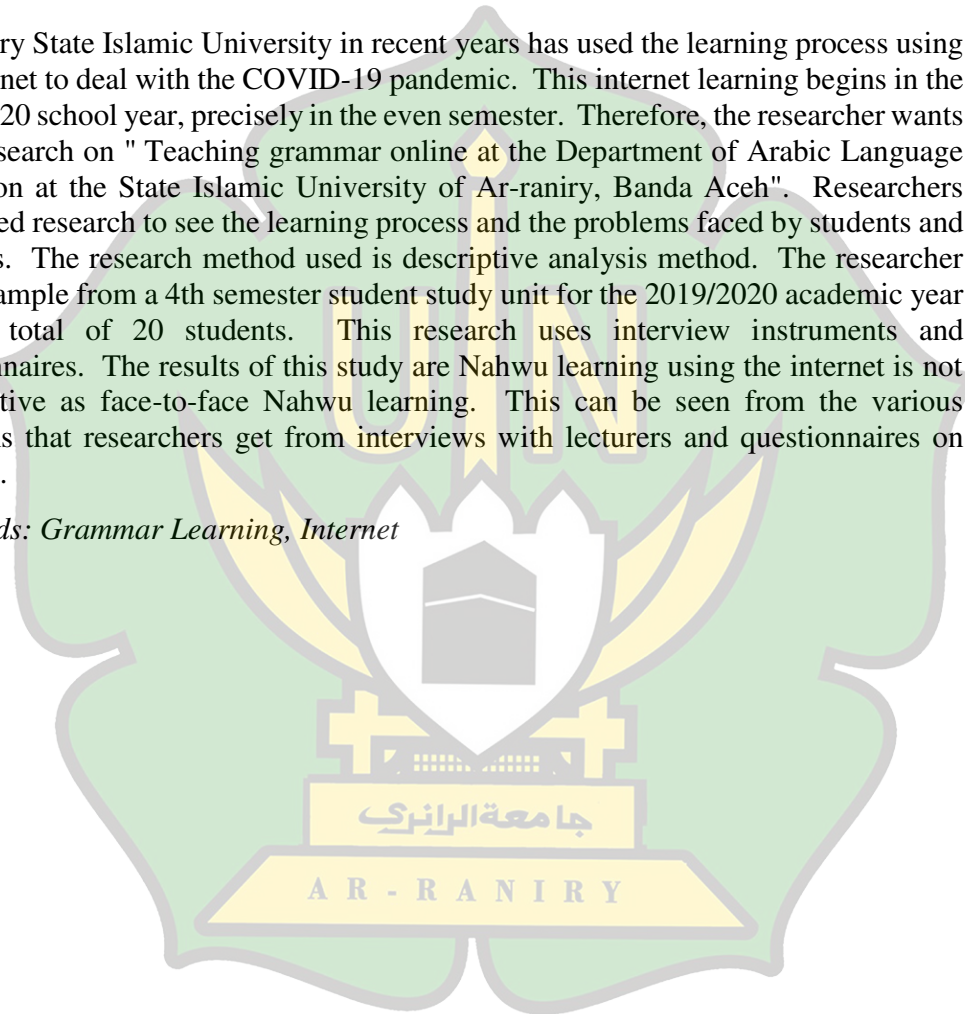 ry State Islamic University in recent years has used the learning process using
net to deal with the COVID-19 pandemic. This internet learning begins in the
20 school year, precisely in the even semester. Therefore, the researcher wants
search on " Teaching grammar online at the Department of Arabic Language
on at the State Islamic University of Ar-raniry, Banda Aceh". Researchers
ed research to see the learning process and the problems faced by students and
s. The research method used is descriptive analysis method. The researcher
ample from a 4th semester student study unit for the 2019/2020 academic year
total of 20 students. This research uses interview instruments and
nnaires. The results of this study are Nahwu learning using the internet is not
tive as face-to-face Nahwu learning. This can be seen from the various
s that researchers get from interviews with lecturers and questionnaires on
.
ds: Grammar Learning, Internet
UIN
جامعة الرانري
AR-RANIRY